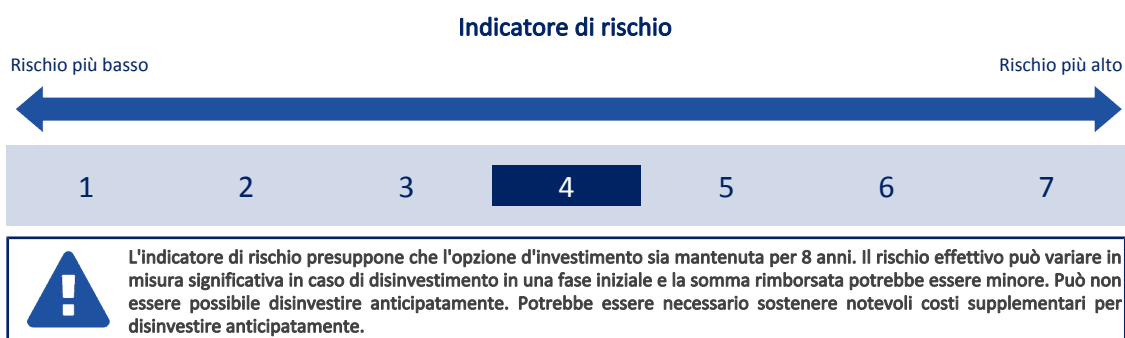 Indicatore di rischio
Rischio più basso
Rischio più alto
1 2 3 4 5 6 7
L'indicatore di rischio presuppone che l'opzione d'investimento sia mantenuta per 8 anni. Il rischio effettivo può variare in
misura significativa in caso di disinvestimento in una fase iniziale e la somma rimborsata potrebbe essere minore. Può non
essere possibile disinvestire anticipatamente. Potrebbe essere necessario sostenere notevoli costi supplementari per
disinvestire anticipatamente.